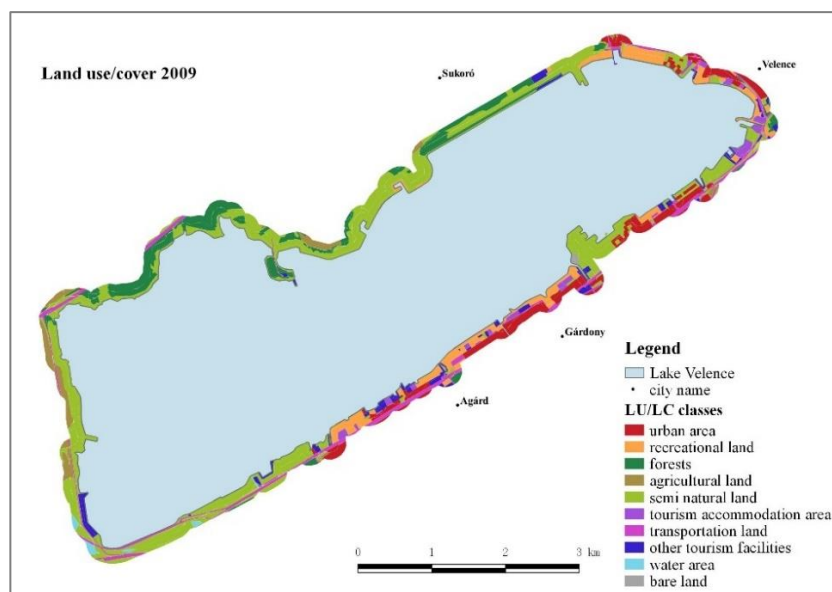 Land use/cover 2009
Sukoró
Velence
Gárdony
Agárd
Legend
Lake Velence
city name
LU/LC classes
urban area
recreational land
forests
agricultural land
semi natural land
tourism accommodation area
transportation land
other tourism facilities
water area
bare land
0 1 2 3 km